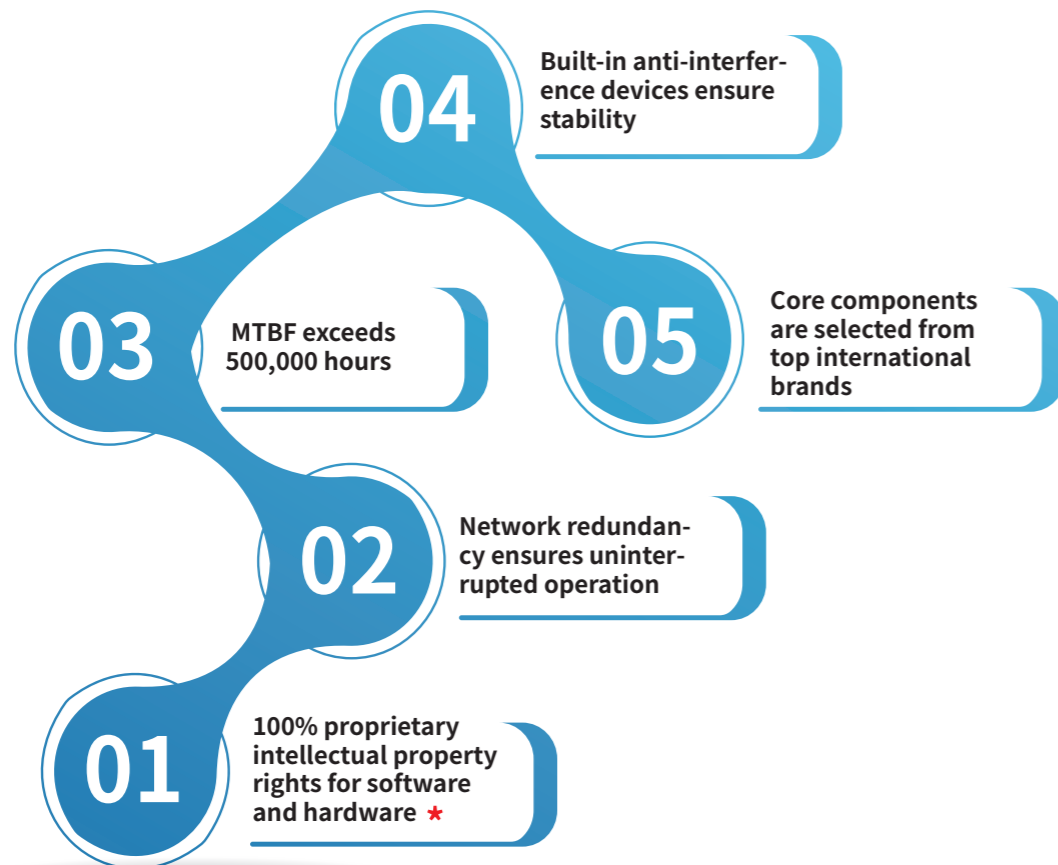 04
Built-in anti-interfer-
ence devices ensure
stability
03
MTBF exceeds
500,000 hours
05
Core components
are selected from
top international
brands
02
Network redundan-
cy ensures uninter-
rupted operation
01
100% proprietary
intellectual property
rights for software
and hardware *